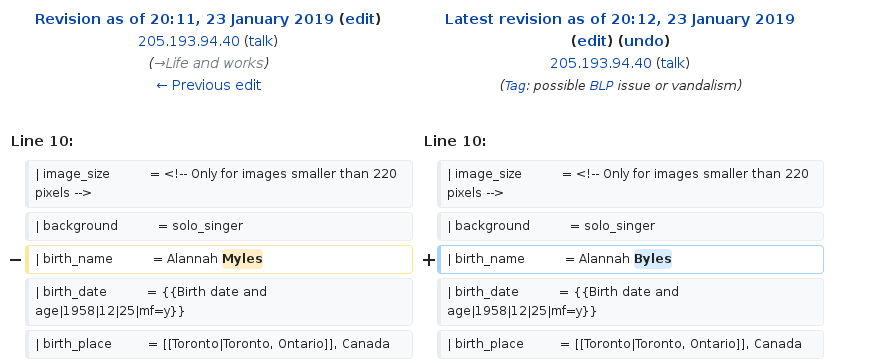 Revision as of 20:11, 23 January 2019 (edit)
205.193.94.40 (talk)
(→Life and works)
← Previous edit
Latest revision as of 20:12, 23 January 2019
(edit) (undo)
205.193.94.40 (talk)
(Tag: possible BLP issue or vandalism)
Line 10:
| image_size = <!-- Only for images smaller than 220
pixels -->
| background = solo_singer
− | birth_name = Alannah Myles
| birth_date = {{Birth date and
age|1958|12|25|mf=y}}
| birth_place = [[Toronto|Toronto, Ontario]], Canada
Line 10:
| image_size = <!-- Only for images smaller than 220
pixels -->
| background = solo_singer
+ | birth_name = Alannah Byles
| birth_date = {{Birth date and
age|1958|12|25|mf=y}}
| birth_place = [[Toronto|Toronto, Ontario]], Canada